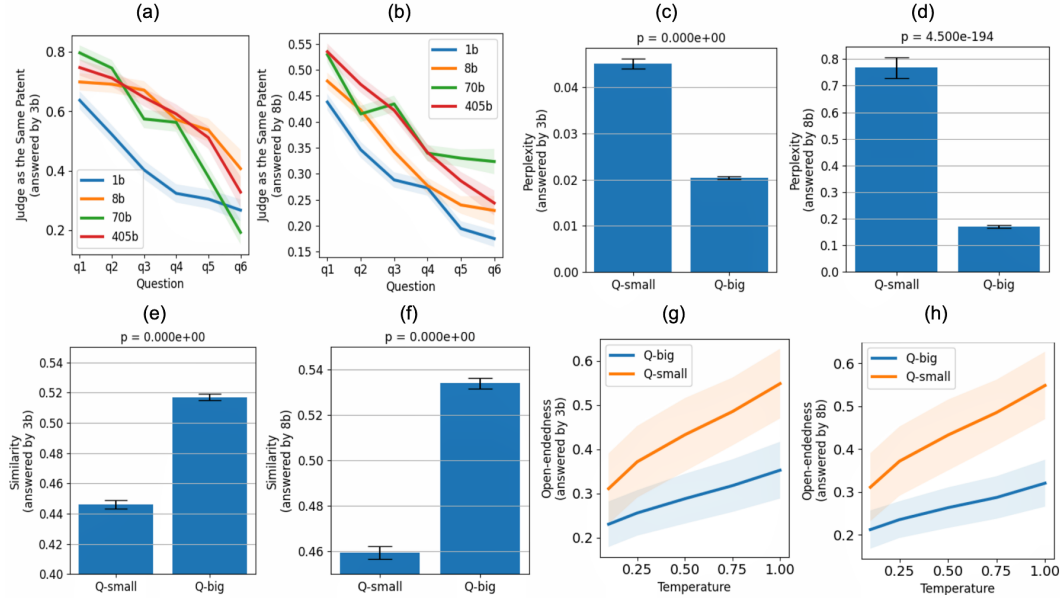 (a)
Judge as the Same Patent
(answered by 3b)
0.8
0.6
0.4
0.2
1b
8b
70b
405b
q1 q2 q3 q4 q5 q6
Question
(b)
Judge as the Same Patent
(answered by 8b)
0.55
0.50
0.45
0.40
0.35
0.30
0.25
0.20
0.15
1b
8b
70b
405b
q1 q2 q3 q4 q5 q6
Question
(c)
p = 0.000e+00
Perplexity
(answered by 3b)
0.04
0.03
0.02
0.01
0.00
Q-small Q-big
(d)
p = 4.500e-194
Perplexity
(answered by 8b)
0.8
0.7
0.6
0.5
0.4
0.3
0.2
0.1
0.0
Q-small Q-big
(e)
p = 0.000e+00
Similarity
(answered by 3b)
0.54
0.52
0.50
0.48
0.46
0.44
0.42
0.40
Q-small Q-big
(f)
p = 0.000e+00
Similarity
(answered by 8b)
0.54
0.52
0.50
0.48
0.46
Q-small Q-big
(g)
Open-endedness
(answered by 3b)
0.6
0.5
0.4
0.3
0.2
Q-big
Q-small
0.25 0.50 0.75 1.00
Temperature
(h)
Open-endedness
(answered by 8b)
0.6
0.5
0.4
0.3
0.2
Q-big
Q-small
0.25 0.50 0.75 1.00
Temperature